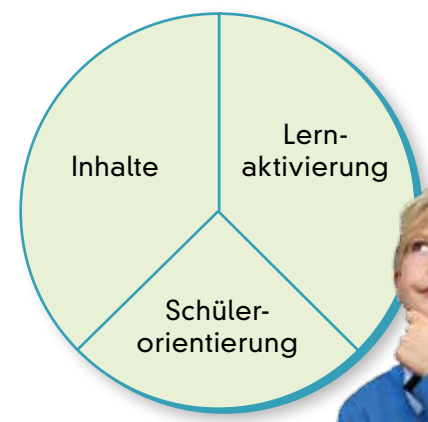 Inhalte
Lern-
aktivierung
Schüler-
orientierung